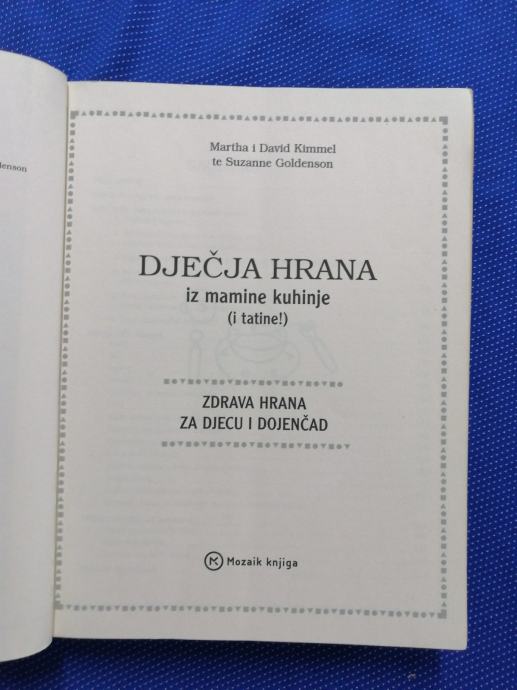 Martha i David Kimmel
te Suzanne Goldenson
DJEČJA HRANA
iz mamine kuhinje
(i tatine!)
ZDRAVA HRANA
ZA DJECU I DOJENČAD
Mozaik knjiga